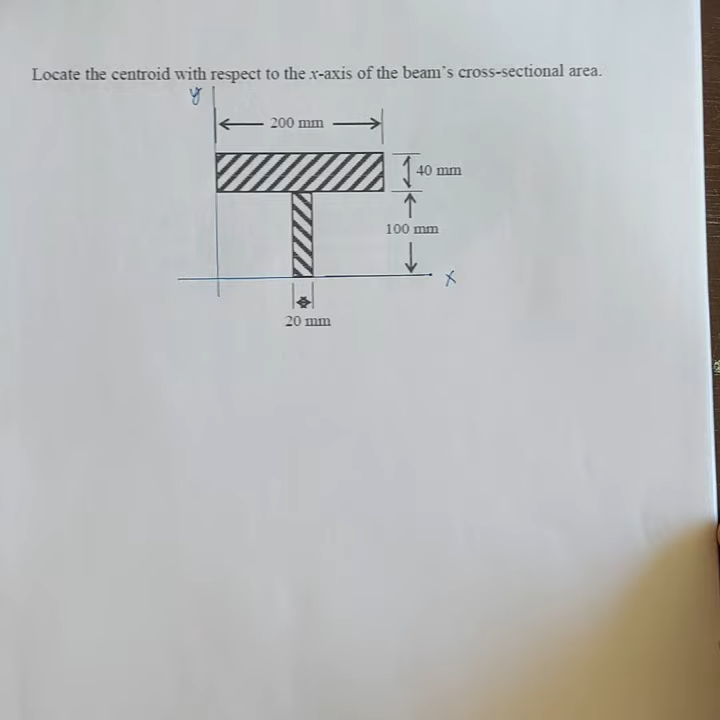 Locate the centroid with respect to the x-axis of the beam's cross-sectional area.
y
200 mm
40 mm
100 mm
x
20 mm